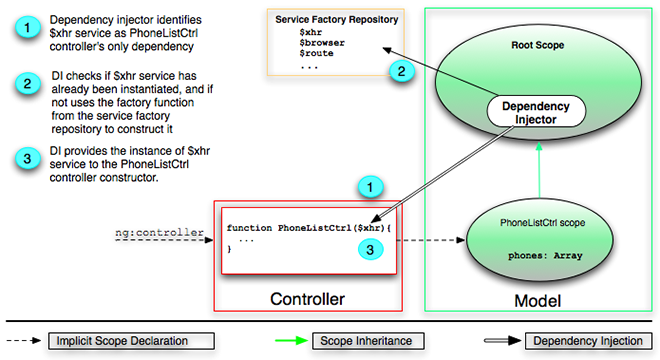 1
Dependency injector identifies
$xhr service as PhoneListCtrl
controller's only dependency
2
DI checks if $xhr service has
already been instantiated, and if
not uses the factory function
from the service factory
repository to construct it
3
DI provides the instance of $xhr
service to the PhoneListCtrl
controller constructor.
Service Factory Repository
$xhr
$browser
$route
...
2
Root Scope
Dependency
Injector
1
ng:controller
function PhoneListCtrl($xhr){
...
}
3
Controller
PhoneListCtrl scope
phones: Array
Model
Implicit Scope Declaration
Scope Inheritance
Dependency Injection